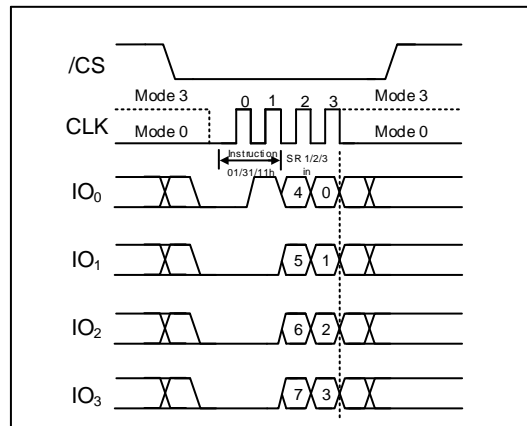 /CS
0 1 2 3
Mode 3 Mode 3
CLK Mode 0 Mode 0
Instruction SR 1/2/3
01/31/11h in
IO0 4 0
IO1 5 1
IO2 6 2
IO3 7 3